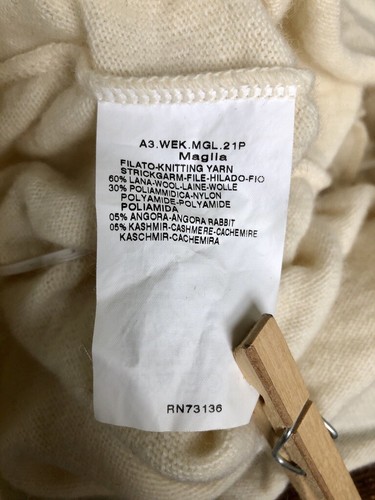 A3.WEK.MGL.21P
Maglia
FILATO-KNITTING YARN
STRICKGARM-FILE-HILADO-FIO
60% LANA-WOOL-LAINE-WOLLE
30% POLIAMMIDICA-NYLON
POLYAMIDE-POLYAMIDE
POLIAMIDA
05% ANGORA-ANGORA RABBIT
05% KASHMIR-CASHMERE-CACHEMIRE
KASCHMIR-CACHEMIRA
RN73136